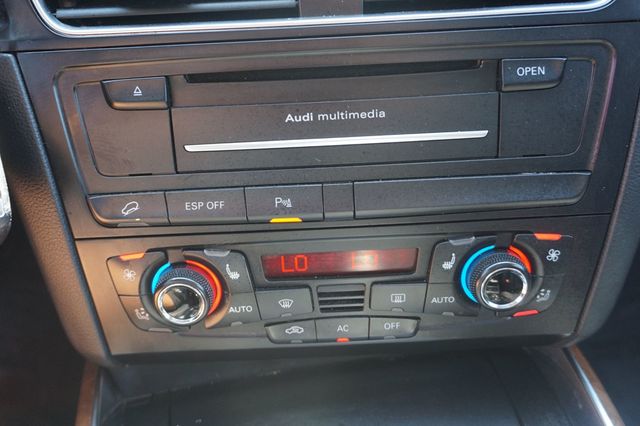 OPEN
Audi multimedia
ESP OFF
P
LO
AUTO
AUTO
AC
OFF